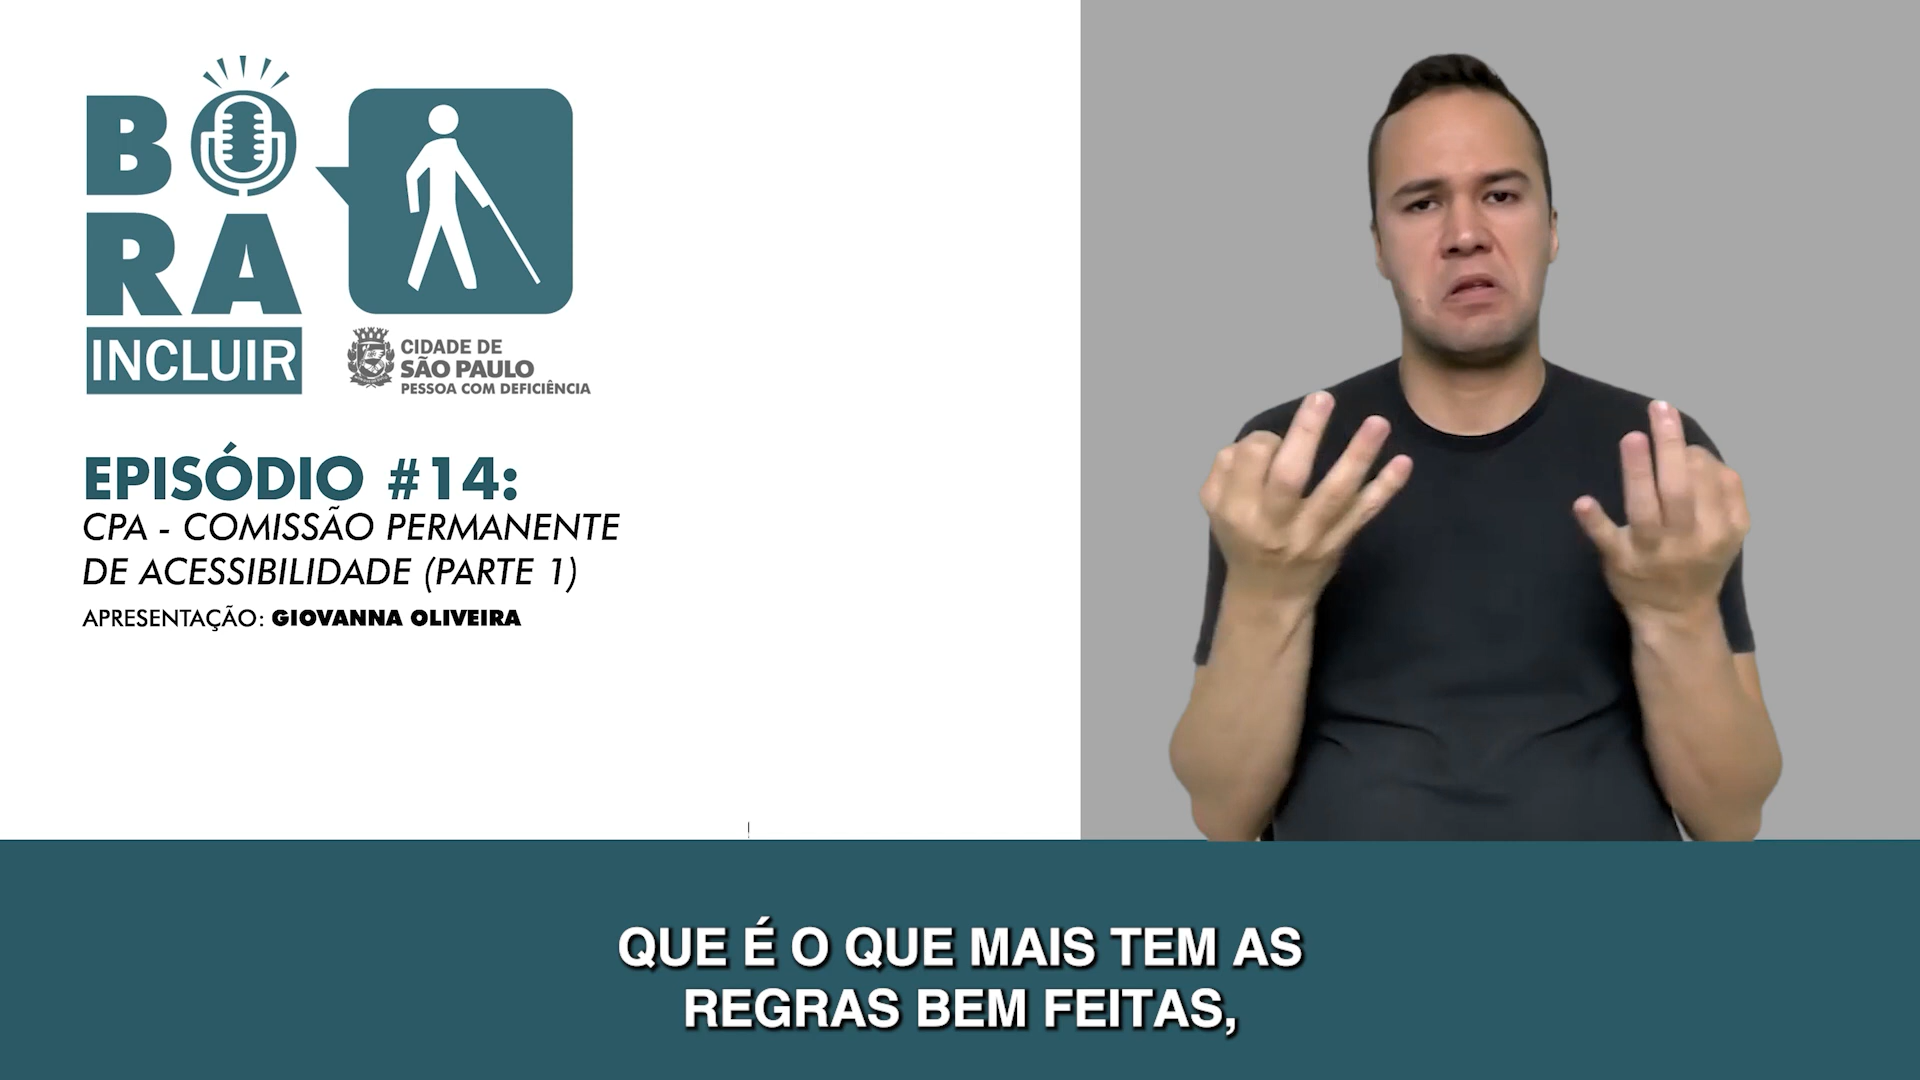 BORA
INCLUIR
CIDADE DE
SÃO PAULO
PESSOA COM DEFICIÊNCIA
EPISÓDIO #14:
CPA - COMISSÃO PERMANENTE
DE ACESSIBILIDADE (PARTE 1)
APRESENTAÇÃO: GIOVANNA OLIVEIRA
QUE É O QUE MAIS TEM AS
REGRAS BEM FEITAS,